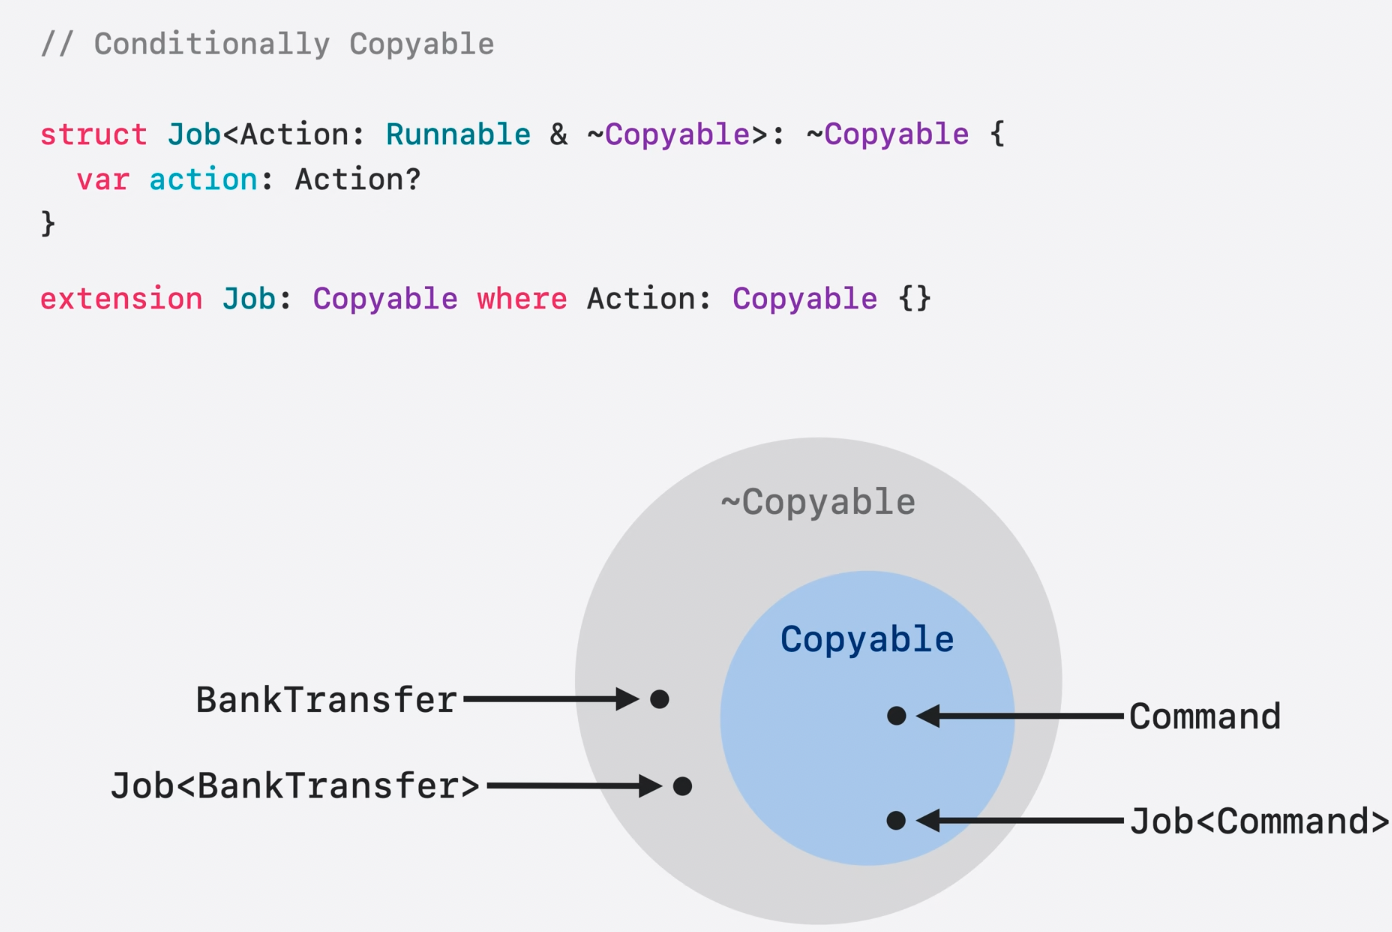 // Conditionally Copyable
struct Job<Action: Runnable & ~Copyable>: ~Copyable {
  var action: Action?
}
extension Job: Copyable where Action: Copyable {}
~Copyable
Copyable
BankTransfer
Command
Job<BankTransfer>
Job<Command>